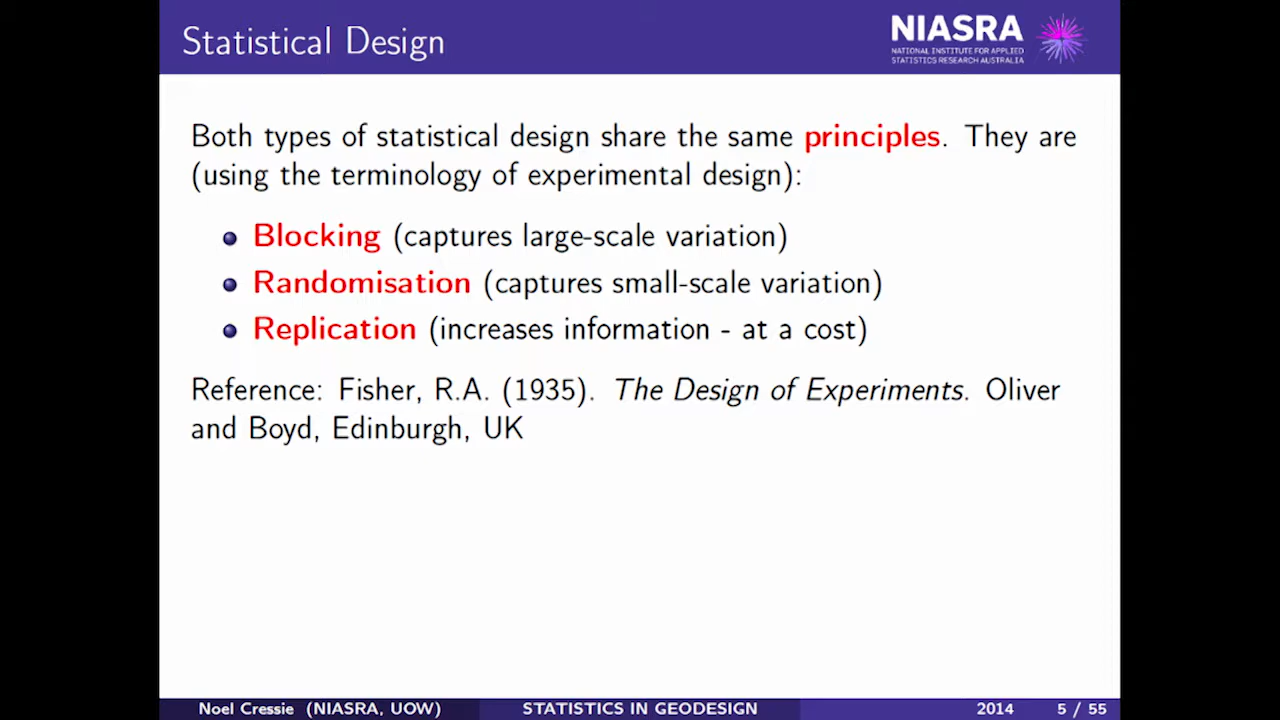 Statistical Design
NIASRA
NATIONAL INSTITUTE FOR APPLIED
STATISTICS RESEARCH AUSTRALIA
Both types of statistical design share the same principles. They are
(using the terminology of experimental design):
Blocking (captures large-scale variation)
Randomisation (captures small-scale variation)
Replication (increases information - at a cost)
Reference: Fisher, R.A. (1935). The Design of Experiments. Oliver
and Boyd, Edinburgh, UK
Noel Cressie (NIASRA, UOW) STATISTICS IN GEODESIGN 2014 5 / 55